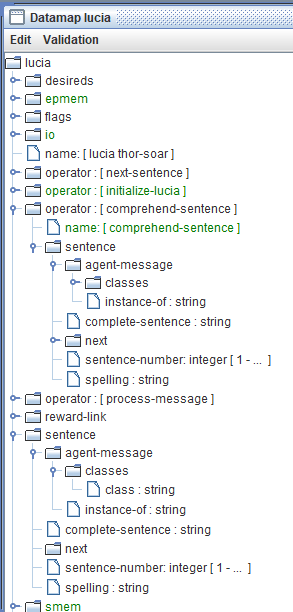 Datamap lucia
Edit Validation
lucia
desireds
epmem
flags
io
name: [ lucia thor-soar ]
operator : [ next-sentence ]
operator : [ initialize-lucia ]
operator : [ comprehend-sentence ]
name: [ comprehend-sentence ]
sentence
agent-message
classes
instance-of : string
complete-sentence : string
next
sentence-number: integer [ 1 - ... ]
spelling : string
operator : [ process-message ]
reward-link
sentence
agent-message
classes
class : string
instance-of : string
complete-sentence : string
next
sentence-number: integer [ 1 - ... ]
spelling : string
smem